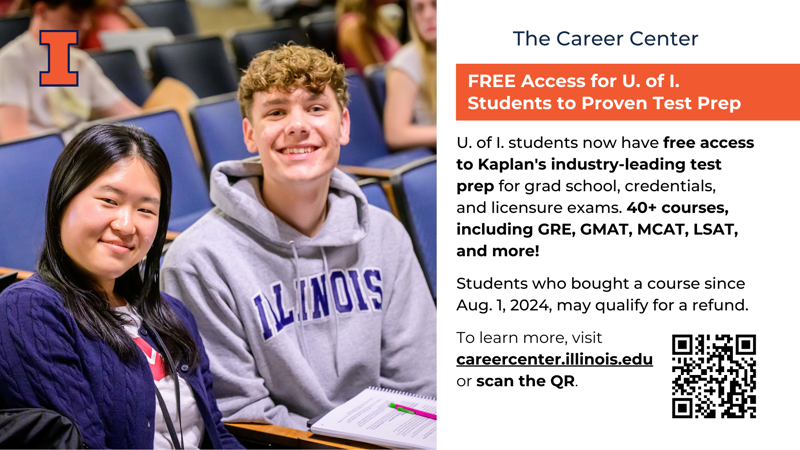 I
The Career Center
FREE Access for U. of I.
Students to Proven Test Prep
U. of I. students now have free access
to Kaplan's industry-leading test
prep for grad school, credentials,
and licensure exams. 40+ courses,
including GRE, GMAT, MCAT, LSAT,
and more!
Students who bought a course since
Aug. 1, 2024, may qualify for a refund.
To learn more, visit
careercenter.illinois.edu
or scan the QR.
ILLINOIS